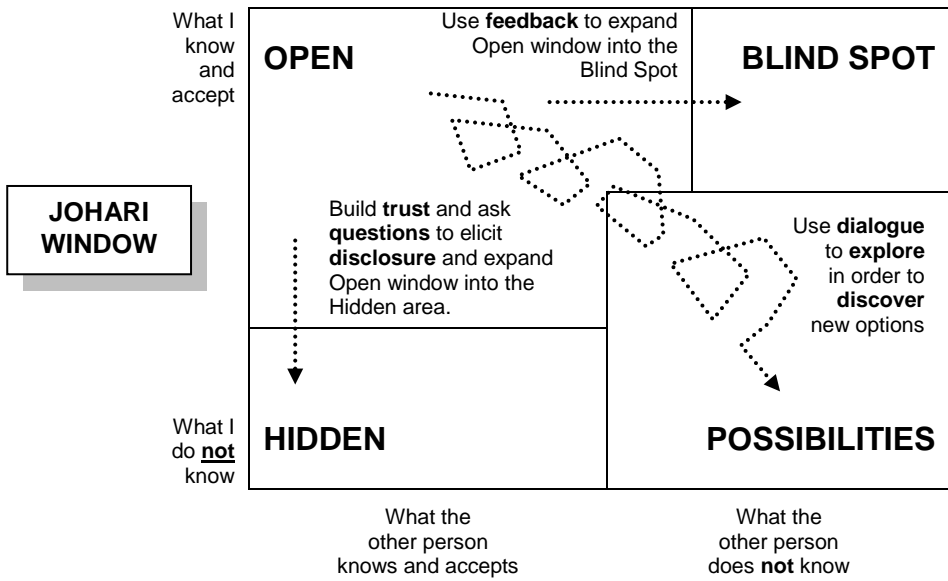 What I
know
and
accept
OPEN
Use feedback to expand
Open window into the
Blind Spot
BLIND SPOT
JOHARI
WINDOW
Build trust and ask
questions to elicit
disclosure and expand
Open window into the
Hidden area.
Use dialogue
to explore
in order to
discover
new options
What I
do not
know
HIDDEN
POSSIBILITIES
What the
other person
knows and accepts
What the
other person
does not know